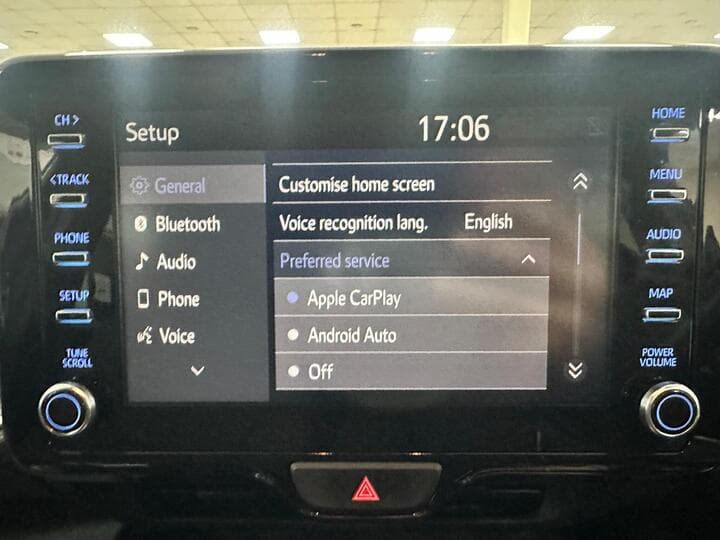 CH >
<TRACK
PHONE
SETUP
TUNE
SCROLL
Setup
17:06
General
Bluetooth
Audio
Phone
Voice
Customise home screen
Voice recognition lang. English
Preferred service
Apple CarPlay
Android Auto
Off
HOME
MENU
AUDIO
MAP
POWER
VOLUME